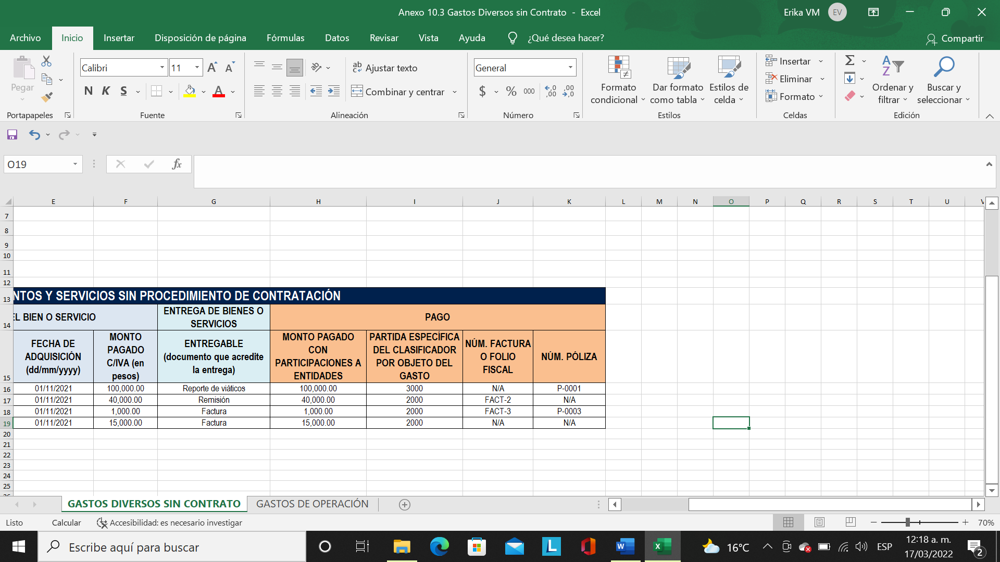 Anexo 10.3 Gastos Diversos sin Contrato - Excel
Erika VM
EV
Archivo Inicio Insertar Disposición de página Fórmulas Datos Revisar Vista Ayuda ¿Qué desea hacer? Compartir
Pegar
Portapapeles
Calibri 11
N K S
Fuente
Ajustar texto
Combinar y centrar
Alineación
General
$ % 000
Número
Formato condicional
Dar formato como tabla
Estilos de celda
Estilos
Insertar
Eliminar
Formato
Celdas
Ordenar y filtrar
Buscar y seleccionar
Edición
O19
fx
E F G H I J K L M N O P Q R S T U V
7
8
9
10
11
12
13 NTOS Y SERVICIOS SIN PROCEDIMIENTO DE CONTRATACIÓN
14 EL BIEN O SERVICIO ENTREGA DE BIENES O SERVICIOS PAGO
15 FECHA DE ADQUISICIÓN (dd/mm/yyyy) MONTO PAGADO C/IVA (en pesos) ENTREGABLE (documento que acredite la entrega) MONTO PAGADO CON PARTICIPACIONES A ENTIDADES PARTIDA ESPECÍFICA DEL CLASIFICADOR POR OBJETO DEL GASTO NÚM. FACTURA O FOLIO FISCAL NÚM. PÓLIZA
16 01/11/2021 100,000.00 Reporte de viáticos 100,000.00 3000 N/A P-0001
17 01/11/2021 40,000.00 Remisión 40,000.00 2000 FACT-2 N/A
18 01/11/2021 1,000.00 Factura 1,000.00 2000 FACT-3 P-0003
19 01/11/2021 15,000.00 Factura 15,000.00 2000 N/A N/A
20
21
22
23
24
25
26
GASTOS DIVERSOS SIN CONTRATO GASTOS DE OPERACIÓN
Listo Calcular Accesibilidad: es necesario investigar 70%
Escribe aquí para buscar
16°C
ESP
12:18 a. m.
17/03/2022
2